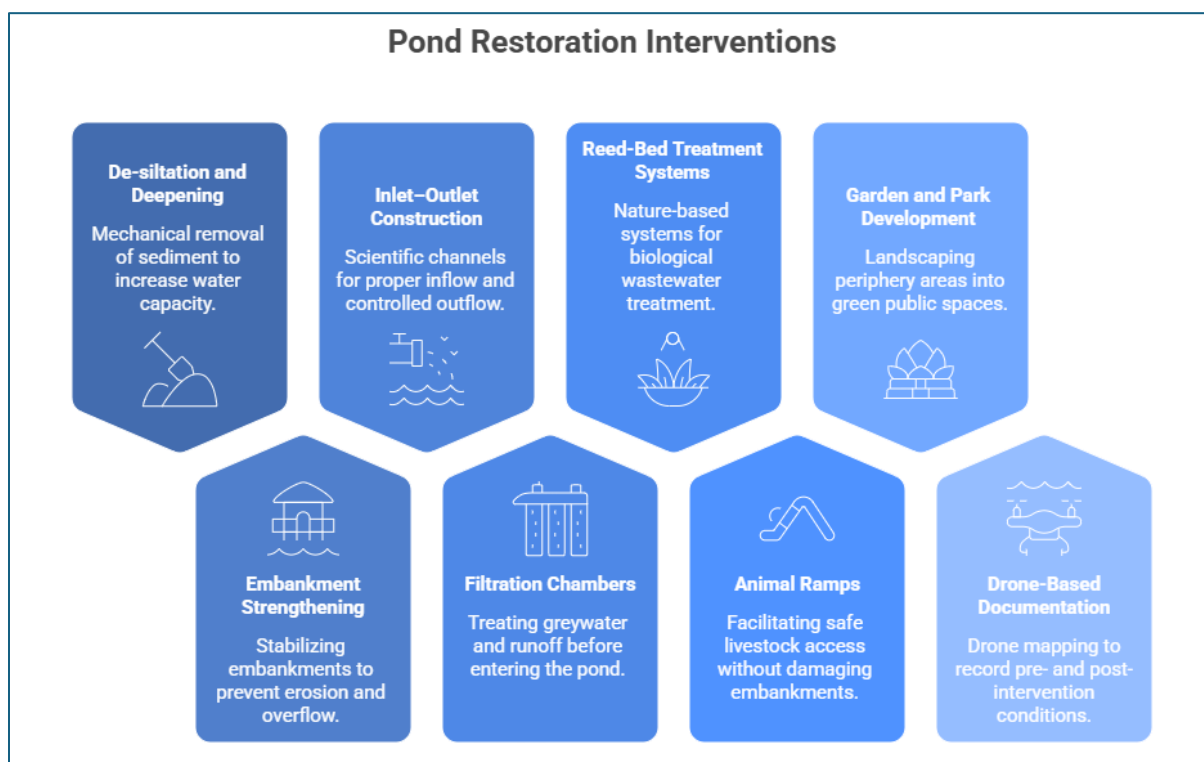 Pond Restoration Interventions
De-siltation and
Deepening
Mechanical removal
of sediment to
increase water
capacity.
Inlet–Outlet
Construction
Scientific channels
for proper inflow and
controlled outflow.
Reed-Bed Treatment
Systems
Nature-based
systems for
biological
wastewater
treatment.
Garden and Park
Development
Landscaping
periphery areas into
green public spaces.
Embankment
Strengthening
Stabilizing
embankments to
prevent erosion and
overflow.
Filtration Chambers
Treating greywater
and runoff before
entering the pond.
Animal Ramps
Facilitating safe
livestock access
without damaging
embankments.
Drone-Based
Documentation
Drone mapping to
record pre- and post-
intervention
conditions.